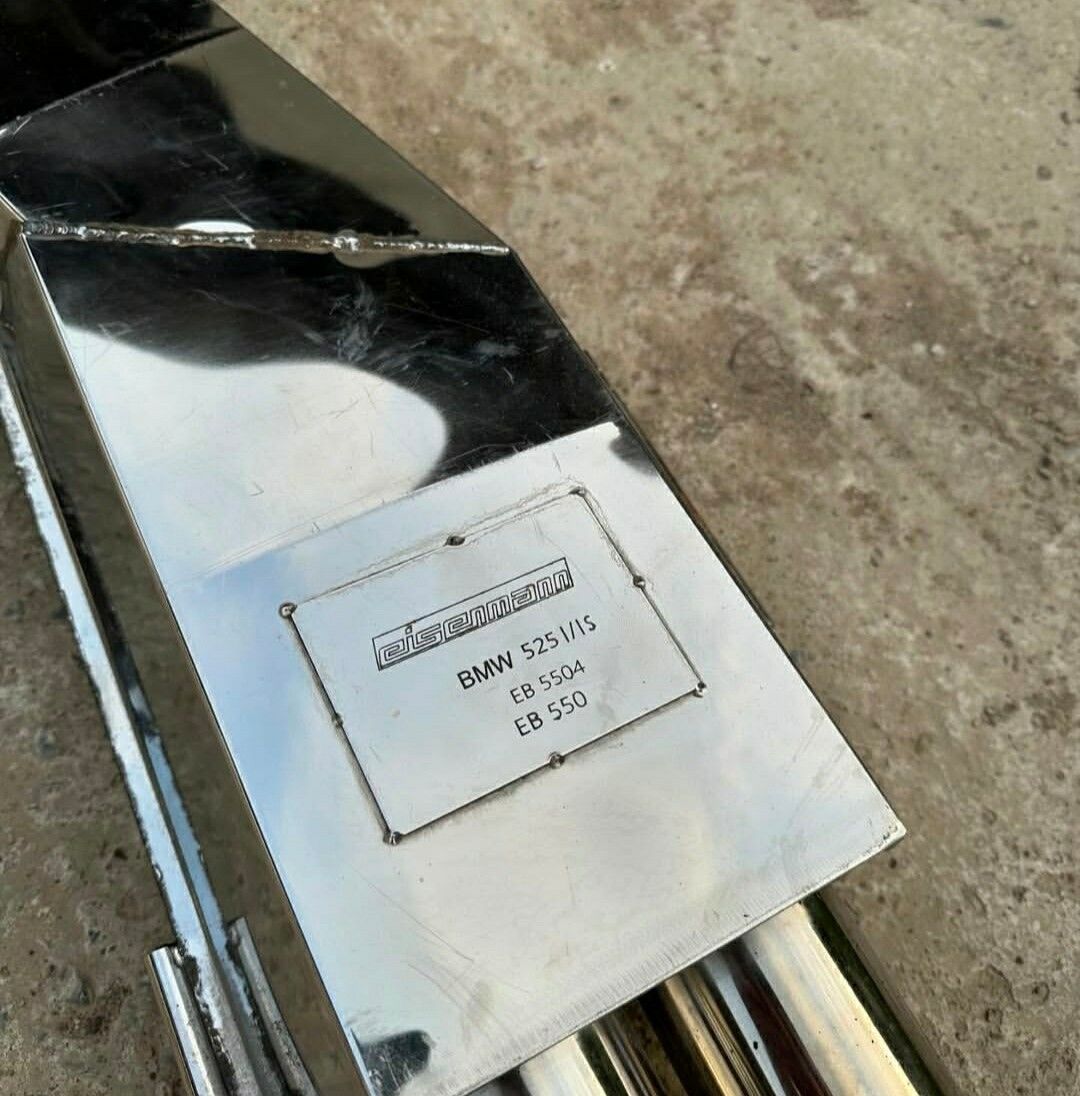 eisenmann
BMW 525 I/IS
EB 5504
EB 550